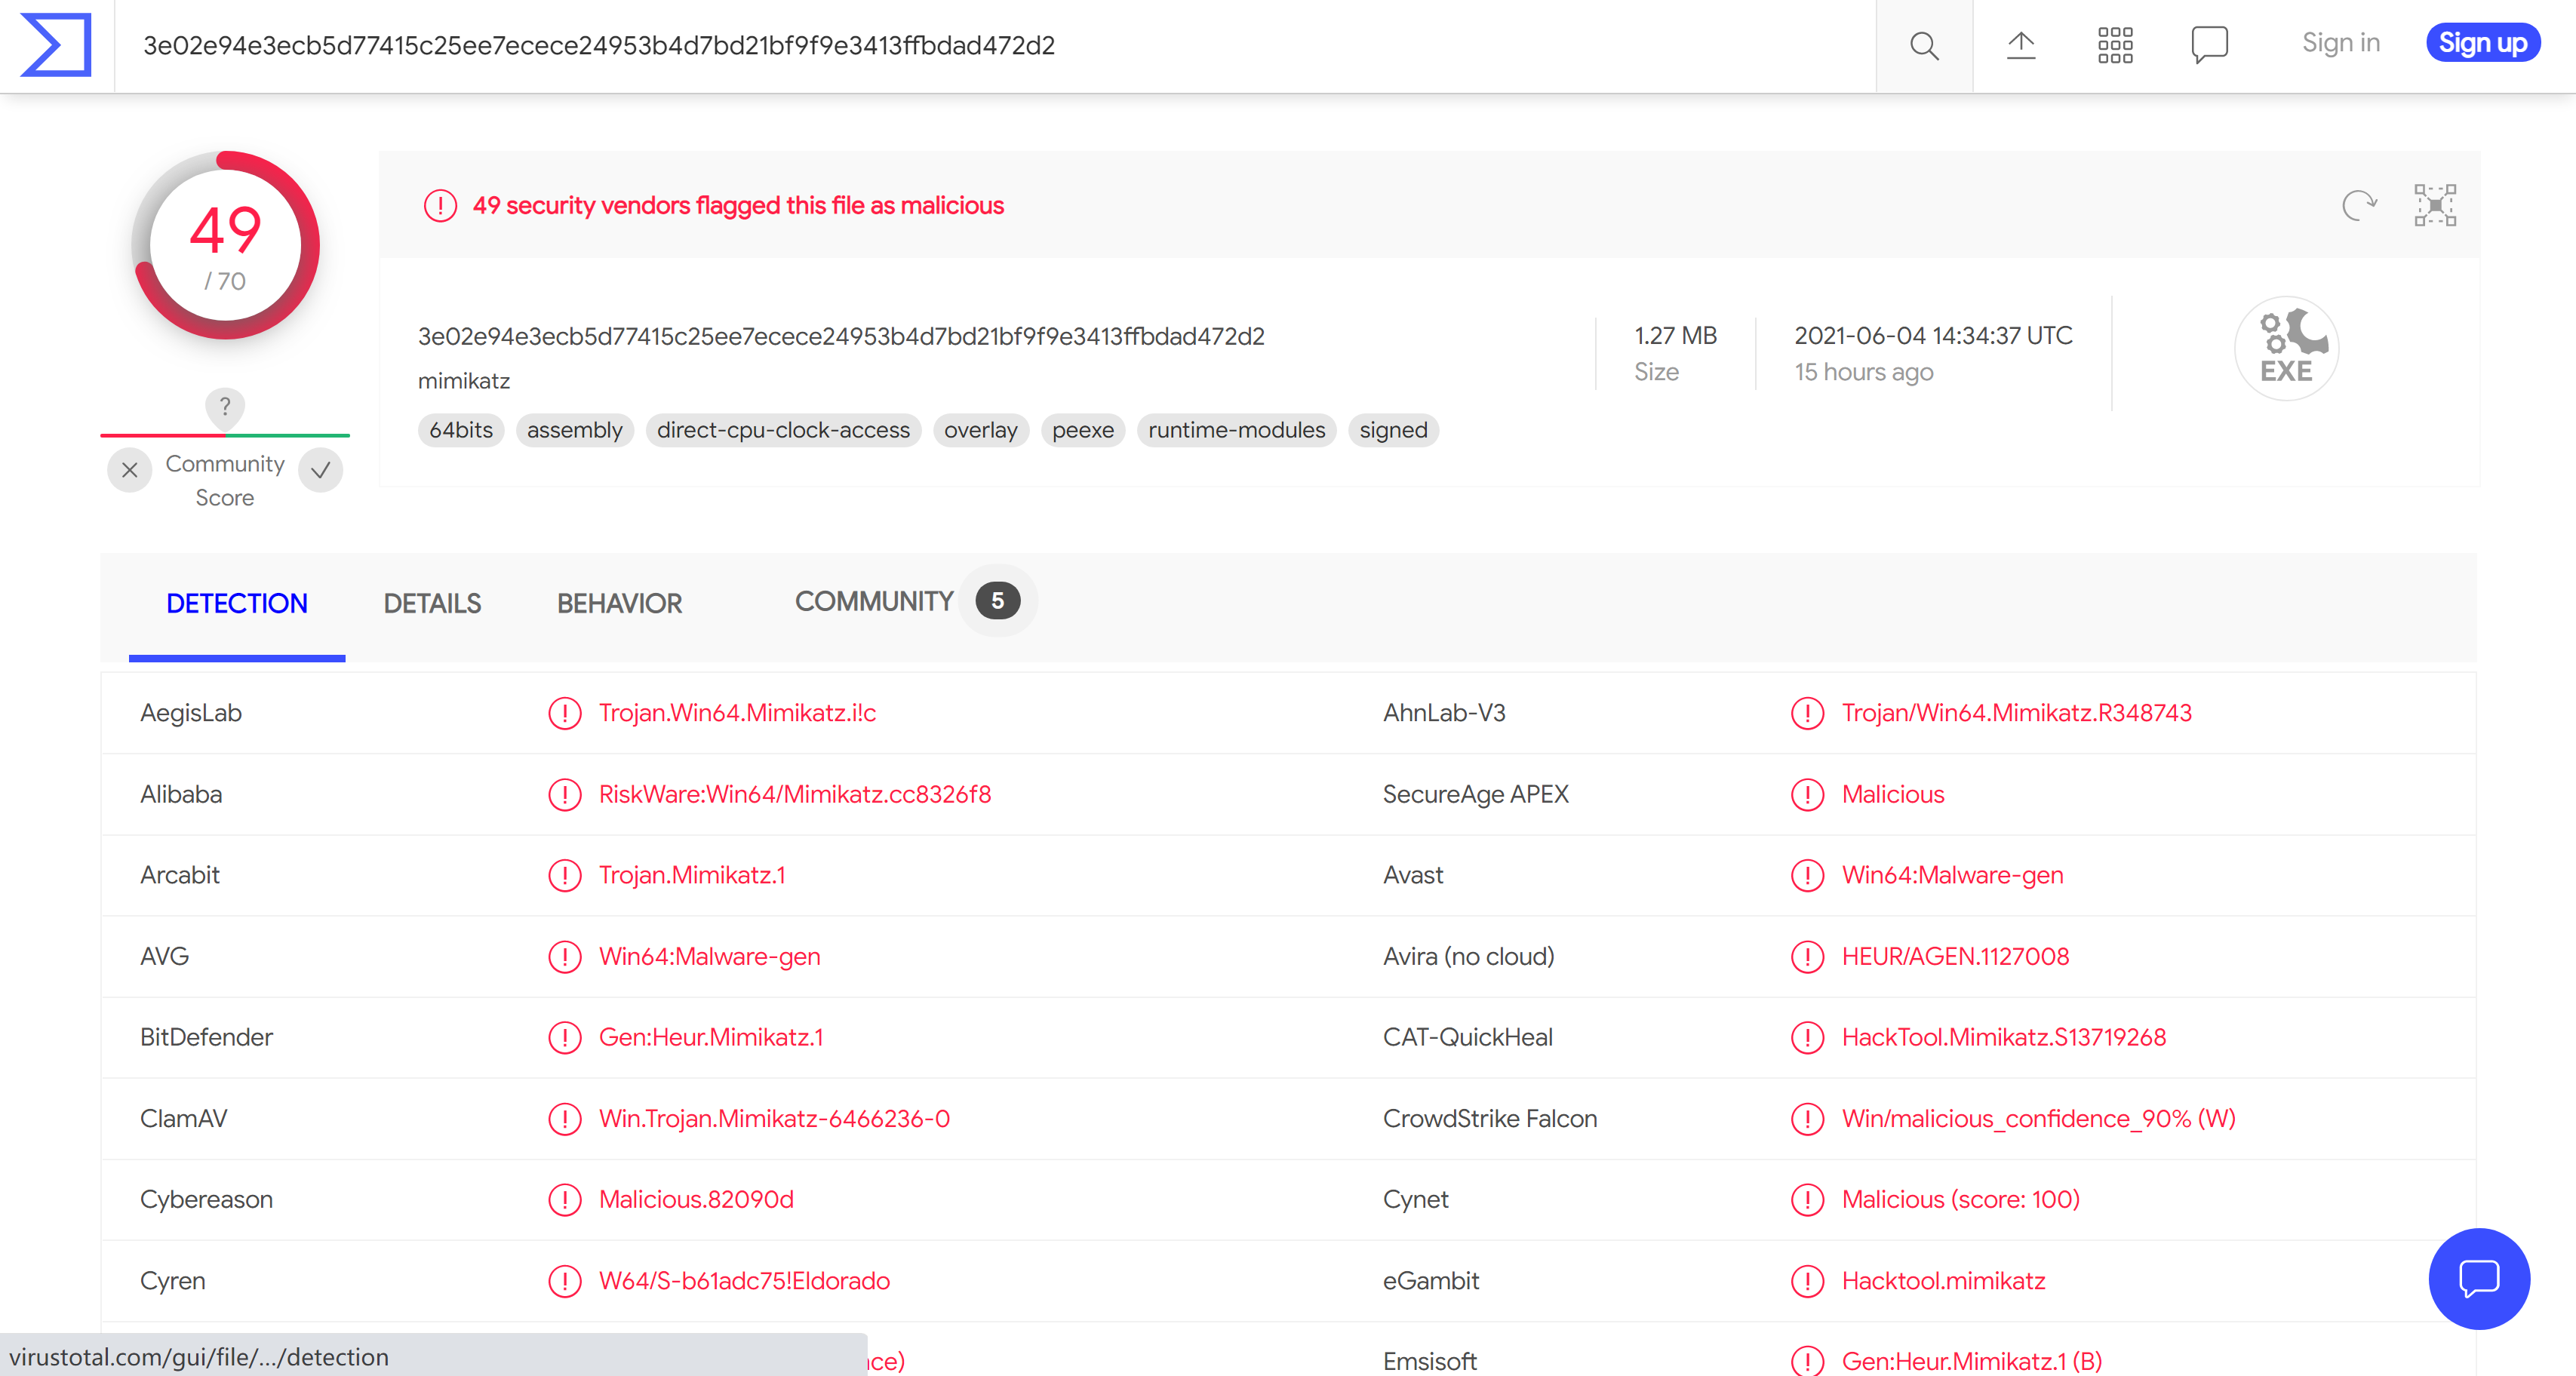 3e02e94e3ecb5d77415c25ee7ecece24953b4d7bd21bf9f9e3413ffbdad472d2
Sign in
Sign up
49
/ 70
49 security vendors flagged this file as malicious
3e02e94e3ecb5d77415c25ee7ecece24953b4d7bd21bf9f9e3413ffbdad472d2
mimikatz
64bits assembly direct-cpu-clock-access overlay peexe runtime-modules signed
1.27 MB
Size
2021-06-04 14:34:37 UTC
15 hours ago
EXE
?
Community
Score
DETECTION DETAILS BEHAVIOR COMMUNITY 5
AegisLab ! Trojan.Win64.Mimikatz.i!c AhnLab-V3 ! Trojan/Win64.Mimikatz.R348743
Alibaba ! RiskWare:Win64/Mimikatz.cc8326f8 SecureAge APEX ! Malicious
Arcabit ! Trojan.Mimikatz.1 Avast ! Win64:Malware-gen
AVG ! Win64:Malware-gen Avira (no cloud) ! HEUR/AGEN.1127008
BitDefender ! Gen:Heur.Mimikatz.1 CAT-QuickHeal ! HackTool.Mimikatz.S13719268
ClamAV ! Win.Trojan.Mimikatz-6466236-0 CrowdStrike Falcon ! Win/malicious_confidence_90% (W)
Cybereason ! Malicious.82090d Cynet ! Malicious (score: 100)
Cyren ! W64/S-b61adc75!Eldorado eGambit ! Hacktool.mimikatz
Emsisoft ! Gen:Heur.Mimikatz.1 (B)
virustotal.com/gui/file/.../detection